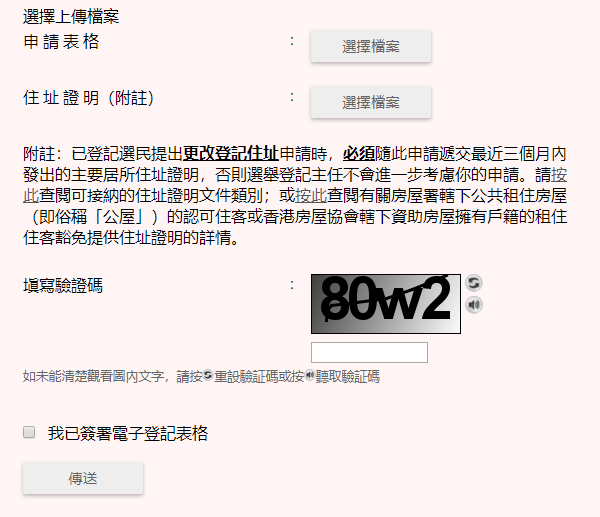 選擇上傳檔案
申 請 表 格 : 選擇檔案
住 址 證 明（附註） : 選擇檔案
附註：已登記選民提出更改登記住址申請時，必須隨此申請遞交最近三個月內
發出的主要居所住址證明，否則選舉登記主任不會進一步考慮你的申請。請按
此查閱可接納的住址證明文件類別；或按此查閱有關房屋署轄下公共租住房屋
（即俗稱「公屋」）的認可住客或香港房屋協會轄下資助房屋擁有戶籍的租住
住客豁免提供住址證明的詳情。
填寫驗證碼 : 80w2
如未能清楚觀看圖內文字，請按重設驗証碼或按聽取驗証碼
我已簽署電子登記表格
傳送